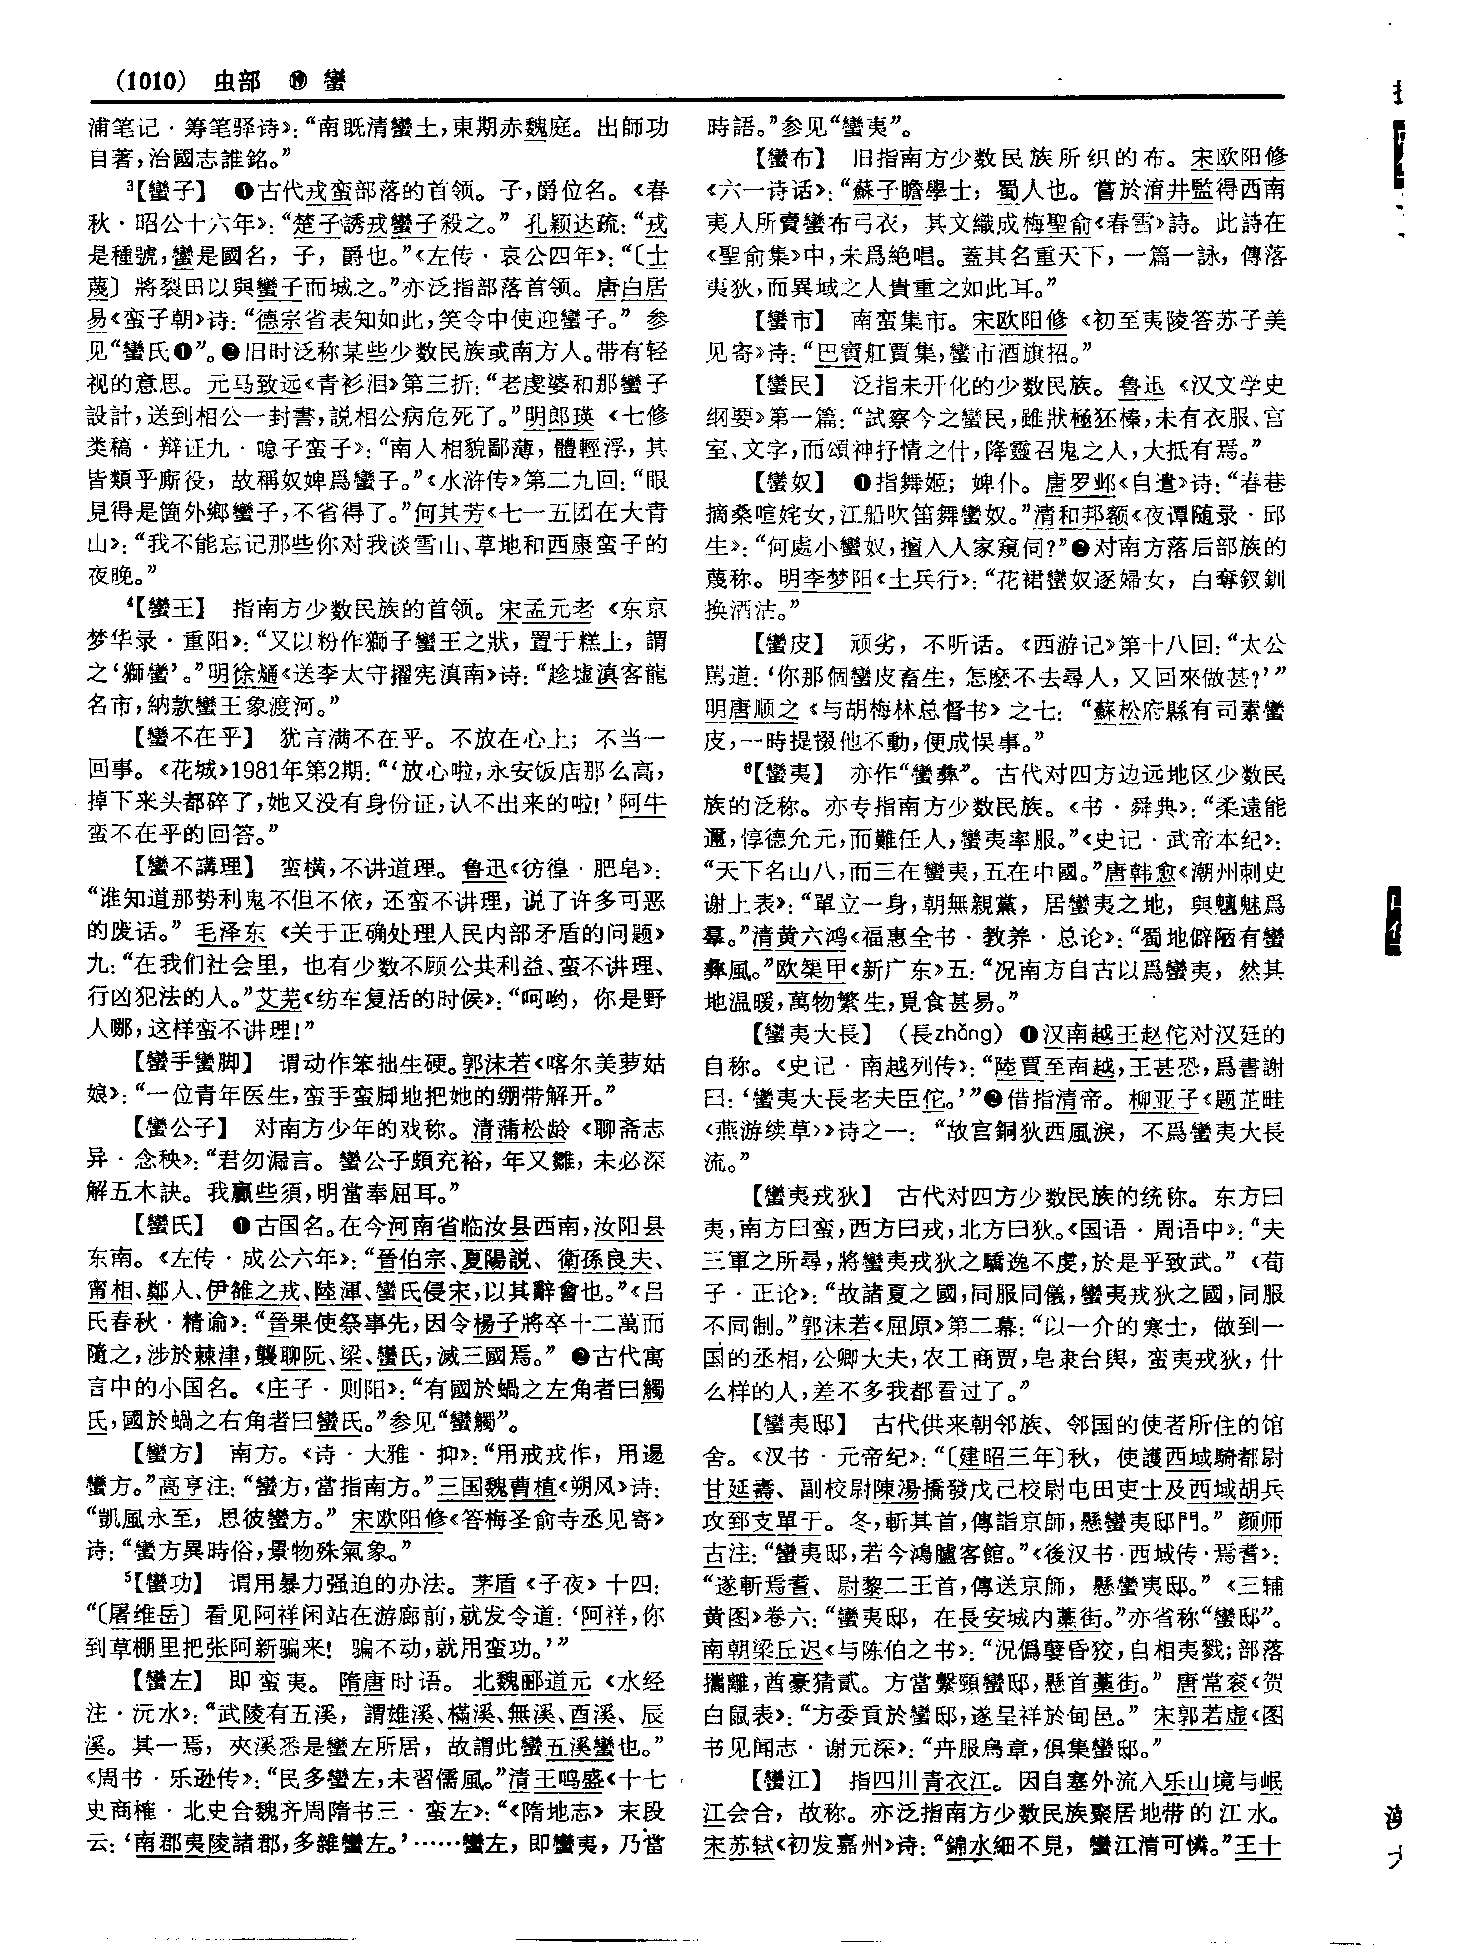 (1010) 虫部 ⑲ 蠻
浦笔记·筹笔驿诗》：“南既清蠻土，東期赤魏庭。出師功
自著，治國志誰銘。”
³【蠻子】 ❶古代戎蛮部落的首领。子，爵位名。《春
秋·昭公十六年》：“楚子誘戎蠻子殺之。” 孔颖达疏：“戎
是種號，蠻是國名，子，爵也。”《左传·哀公四年》：“〔士
蔑〕將裂田以與蠻子而城之。”亦泛指部落首领。唐白居
易《蛮子朝》诗：“德宗省表知如此，笑令中使迎蠻子。” 参
见“蠻氏❶”。❷旧时泛称某些少数民族或南方人。带有轻
视的意思。元马致远《青衫泪》第三折：“老虔婆和那蠻子
設計，送到相公一封書，説相公病危死了。”明郎瑛《七修
类稿·辩证九·𠸄子蛮子》：“南人相貌鄙薄，體輕浮，其
皆類乎厮役，故稱奴婢爲蠻子。”《水浒传》第二九回：“眼
見得是箇外鄉蠻子，不省得了。”何其芳《七一五团在大青
山》：“我不能忘记那些你对我谈雪山、草地和西康蛮子的
夜晚。”
⁴【蠻王】 指南方少数民族的首领。宋孟元老《东京
梦华录·重阳》：“又以粉作獅子蠻王之狀，置于糕上，謂
之‘獅蠻’。”明徐𤊹《送李太守擢宪滇南》诗：“趁墟滇客龍
名市，納款蠻王象渡河。”
【蠻不在乎】 犹言满不在乎。不放在心上；不当一
回事。《花城》1981年第2期：“‘放心啦，永安饭店那么高，
掉下来头都碎了，她又没有身份证，认不出来的啦！’阿牛
蛮不在乎的回答。”
【蠻不講理】 蛮横，不讲道理。鲁迅《彷徨·肥皂》：
“谁知道那势利鬼不但不依，还蛮不讲理，说了许多可恶
的废话。” 毛泽东《关于正确处理人民内部矛盾的问题》
九：“在我们社会里，也有少数不顾公共利益、蛮不讲理、
行凶犯法的人。”艾芜《纺车复活的时候》：“呵哟，你是野
人哪，这样蛮不讲理！”
【蠻手蠻脚】 谓动作笨拙生硬。郭沫若《喀尔美萝姑
娘》：“一位青年医生，蛮手蛮脚地把她的绷带解开。”
【蠻公子】 对南方少年的戏称。清蒲松龄《聊斋志
异·念秧》：“君勿漏言。蠻公子頗充裕，年又雛，未必深
解五木訣。我贏些須，明當奉屈耳。”
【蠻氏】 ❶古国名。在今河南省临汝县西南，汝阳县
东南。《左传·成公六年》：“晉伯宗、夏陽説、衛孫良夫、
甯相、鄭人、伊雒之戎、陸渾、蠻氏侵宋，以其辭會也。”《吕
氏春秋·精谕》：“晉果使祭事先，因令楊子將卒十二萬而
隨之，涉於棘津，襲聊阮、梁、蠻氏，滅三國焉。” ❷古代寓
言中的小国名。《庄子·则阳》：“有國於蝸之左角者曰觸
氏，國於蝸之右角者曰蠻氏。”参见“蠻觸”。
【蠻方】 南方。《诗·大雅·抑》：“用戒戎作，用逷
蠻方。”高亨注：“蠻方，當指南方。”三国魏曹植《朔风》诗：
“凱風永至，思彼蠻方。” 宋欧阳修《答梅圣俞寺丞见寄》
诗：“蠻方異時俗，景物殊氣象。”
⁵【蠻功】 谓用暴力强迫的办法。茅盾《子夜》十四：
“〔屠维岳〕看见阿祥闲站在游廊前，就发令道：‘阿祥，你
到草棚里把张阿新骗来！ 骗不动，就用蛮功。’”
【蠻左】 即蛮夷。隋唐时语。北魏郦道元《水经
注·沅水》：“武陵有五溪，謂雄溪、樠溪、無溪、酉溪、辰
溪。其一焉，夾溪悉是蠻左所居，故謂此蠻五溪蠻也。”
《周书·乐逊传》：“民多蠻左，未習儒風。”清王鸣盛《十七
史商榷·北史合魏齐周隋书三·蛮左》：“《隋地志》末段
云：‘南郡夷陵諸郡，多雜蠻左。’……蠻左，即蠻夷，乃當
時語。”参见“蠻夷”。
【蠻布】 旧指南方少数民族所织的布。宋欧阳修
《六一诗话》：“蘇子瞻學士；蜀人也。嘗於淯井監得西南
夷人所賣蠻布弓衣，其文織成梅聖俞《春雪》詩。此詩在
《聖俞集》中，未爲絶唱。蓋其名重天下，一篇一詠，傳落
夷狄，而異域之人貴重之如此耳。”
【蠻市】 南蛮集市。宋欧阳修《初至夷陵答苏子美
见寄》诗：“巴賨舡賈集，蠻市酒旗招。”
【蠻民】 泛指未开化的少数民族。鲁迅《汉文学史
纲要》第一篇：“試察今之蠻民，雖狀極狉榛，未有衣服、宫
室、文字，而頌神抒情之什，降靈召鬼之人，大抵有焉。”
【蠻奴】 ❶指舞姬；婢仆。唐罗邺《自遣》诗：“春巷
摘桑喧姹女，江船吹笛舞蠻奴。”清和邦额《夜谭随录·邱
生》：“何處小蠻奴，擅入人家窺伺？”❷对南方落后部族的
蔑称。明李梦阳《土兵行》：“花裙蠻奴逐婦女，白奪釵釧
换酒沽。”
【蠻皮】 顽劣，不听话。《西游记》第十八回：“太公
駡道：‘你那個蠻皮畜生，怎麼不去尋人，又回來做甚？’”
明唐顺之《与胡梅林总督书》之七：“蘇松府縣有司素蠻
皮，一時提掇他不動，便成悮事。”
⁶【蠻夷】 亦作“蠻彝”。古代对四方边远地区少数民
族的泛称。亦专指南方少数民族。《书·舜典》：“柔遠能
邇，惇德允元，而難任人，蠻夷率服。”《史记·武帝本纪》：
“天下名山八，而三在蠻夷，五在中國。”唐韩愈《潮州刺史
谢上表》：“單立一身，朝無親黨，居蠻夷之地，與魑魅爲
羣。”清黄六鸿《福惠全书·教养·总论》：“蜀地僻陋有蠻
彝風。”欧榘甲《新广东》五：“况南方自古以爲蠻夷，然其
地温暖，萬物繁生，覓食甚易。”
【蠻夷大長】 （長zhǎng）❶汉南越王赵佗对汉廷的
自称。《史记·南越列传》：“陸賈至南越，王甚恐，爲書謝
曰：‘蠻夷大長老夫臣佗。’”❷借指清帝。柳亚子《题芷畦
〈燕游续草〉》诗之一：“故宫銅狄西風淚，不爲蠻夷大長
流。”
【蠻夷戎狄】 古代对四方少数民族的统称。东方曰
夷，南方曰蛮，西方曰戎，北方曰狄。《国语·周语中》：“夫
三軍之所尋，將蠻夷戎狄之驕逸不虔，於是乎致武。”《荀
子·正论》：“故諸夏之國，同服同儀，蠻夷戎狄之國，同服
不同制。”郭沫若《屈原》第二幕：“以一介的寒士，做到一
国的丞相，公卿大夫，农工商贾，皂隶台舆，蛮夷戎狄，什
么样的人，差不多我都看过了。”
【蠻夷邸】 古代供来朝邻族、邻国的使者所住的馆
舍。《汉书·元帝纪》：“〔建昭三年〕秋，使護西域騎都尉
甘延壽、副校尉陳湯撟發戊己校尉屯田吏士及西域胡兵
攻郅支單于。冬，斬其首，傳詣京師，懸蠻夷邸門。” 颜师
古注：“蠻夷邸，若今鴻臚客館。”《後汉书·西域传·焉耆》：
“遂斬焉耆、尉黎二王首，傳送京師，懸蠻夷邸。”《三辅
黄图》卷六：“蠻夷邸，在長安城内藁街。”亦省称“蠻邸”。
南朝梁丘迟《与陈伯之书》：“況僞孽昏狡，自相夷戮；部落
攜離，酋豪猜貳。方當繫頸蠻邸，懸首藁街。” 唐常衮《贺
白鼠表》：“方委貢於蠻邸，遂呈祥於甸邑。” 宋郭若虚《图
书见闻志·谢元深》：“卉服鳥章，俱集蠻邸。”
【蠻江】 指四川青衣江。因自塞外流入乐山境与岷
江会合，故称。亦泛指南方少数民族聚居地带的江水。
宋苏轼《初发嘉州》诗：“錦水細不見，蠻江清可憐。”王十